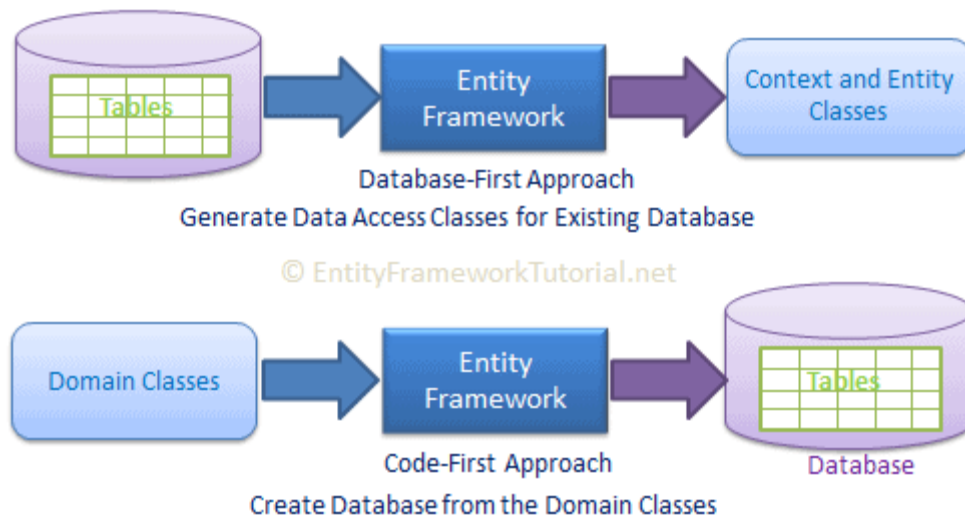 Tables
Entity
Framework
Context and Entity
Classes
Database-First Approach
Generate Data Access Classes for Existing Database
© EntityFrameworkTutorial.net
Domain Classes
Entity
Framework
Tables
Database
Code-First Approach
Create Database from the Domain Classes